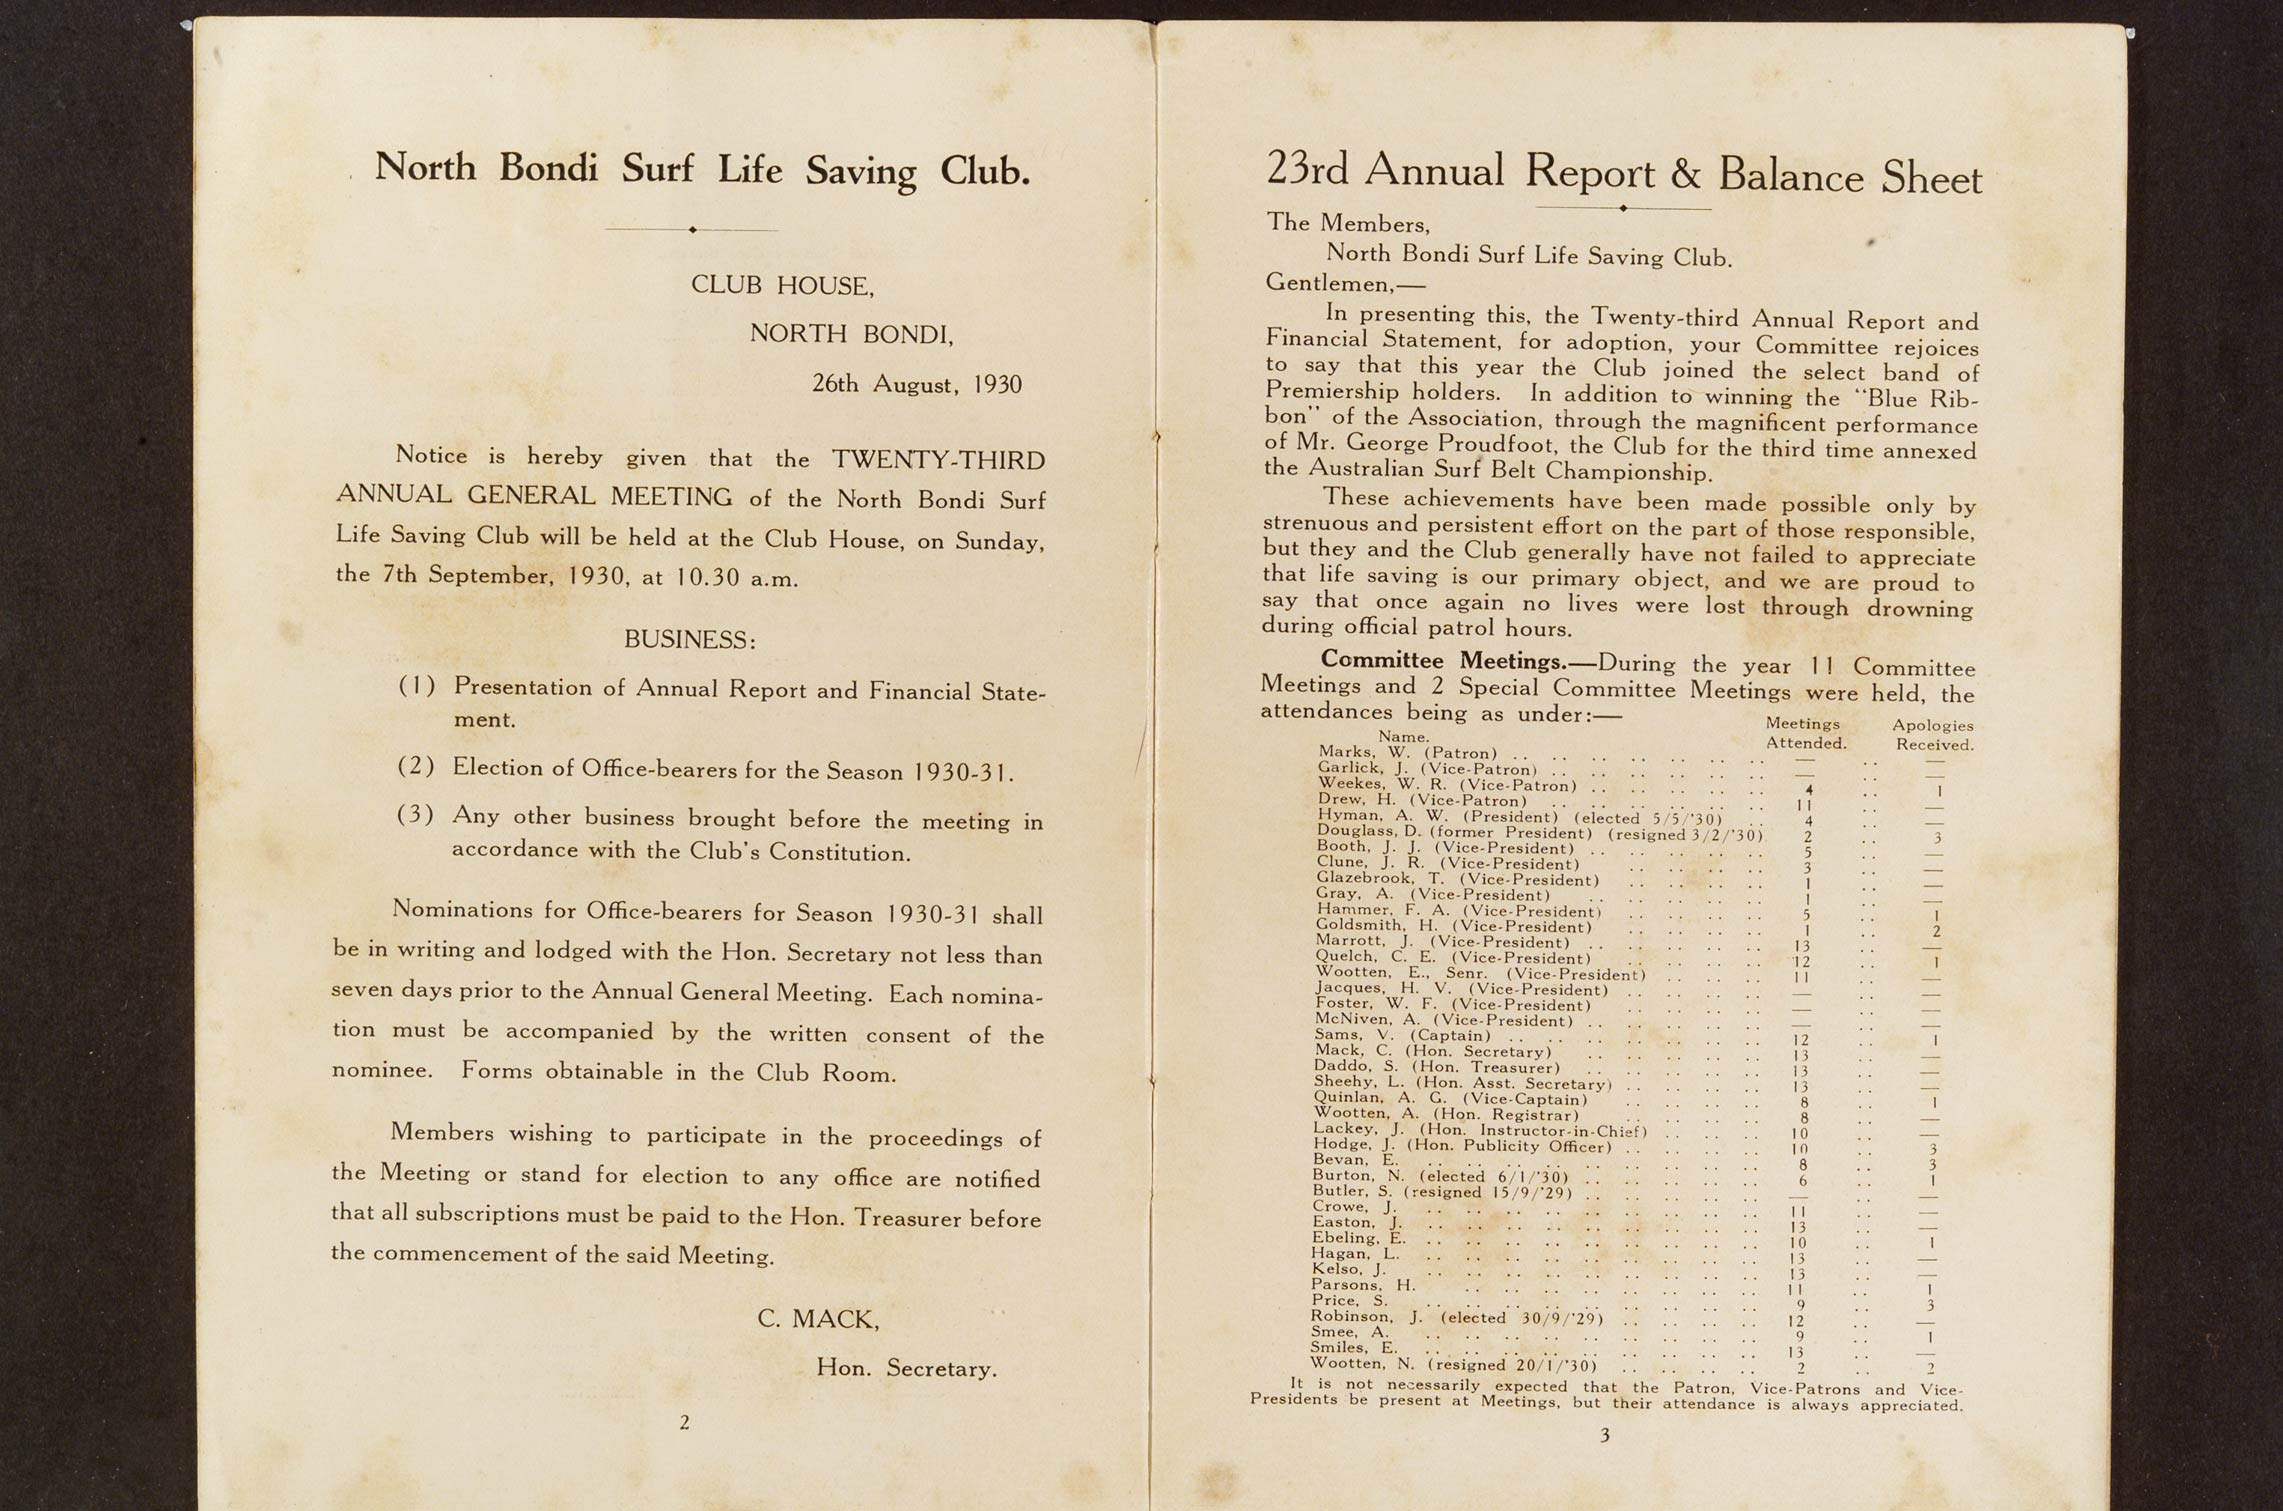 North Bondi Surf Life Saving Club.
CLUB HOUSE,
NORTH BONDI,
26th August, 1930
Notice is hereby given that the TWENTY-THIRD
ANNUAL GENERAL MEETING of the North Bondi Surf
Life Saving Club will be held at the Club House, on Sunday,
the 7th September, 1930, at 10.30 a.m.
BUSINESS:
(1) Presentation of Annual Report and Financial State-
ment.
(2) Election of Office-bearers for the Season 1930-31.
(3) Any other business brought before the meeting in
accordance with the Club's Constitution.
Nominations for Office-bearers for Season 1930-31 shall
be in writing and lodged with the Hon. Secretary not less than
seven days prior to the Annual General Meeting. Each nomina-
tion must be accompanied by the written consent of the
nominee. Forms obtainable in the Club Room.
Members wishing to participate in the proceedings of
the Meeting or stand for election to any office are notified
that all subscriptions must be paid to the Hon. Treasurer before
the commencement of the said Meeting.
C. MACK,
Hon. Secretary.
2
23rd Annual Report & Balance Sheet
The Members,
North Bondi Surf Life Saving Club.
Gentlemen,—
In presenting this, the Twenty-third Annual Report and
Financial Statement, for adoption, your Committee rejoices
to say that this year the Club joined the select band of
Premiership holders. In addition to winning the "Blue Rib-
bon" of the Association, through the magnificent performance
of Mr. George Proudfoot, the Club for the third time annexed
the Australian Surf Belt Championship.
These achievements have been made possible only by
strenuous and persistent effort on the part of those responsible,
but they and the Club generally have not failed to appreciate
that life saving is our primary object, and we are proud to
say that once again no lives were lost through drowning
during official patrol hours.
Committee Meetings.—During the year 11 Committee
Meetings and 2 Special Committee Meetings were held, the
attendances being as under:—
Name. Meetings Attended. Apologies Received.
Marks, W. (Patron) .. — .. —
Garlick, J. (Vice-Patron) .. — .. —
Weekes, W. R. (Vice-Patron) .. 4 .. 1
Drew, H. (Vice-Patron) .. 11 .. —
Hyman, A. W. (President) (elected 5/5/'30) .. 4 .. —
Douglass, D. (former President) (resigned 3/2/'30) 2 .. 3
Booth, J. J. (Vice-President) .. 5 .. —
Clune, J. R. (Vice-President) .. 3 .. —
Glazebrook, T. (Vice-President) .. 1 .. —
Gray, A. (Vice-President) .. 1 .. —
Hammer, F. A. (Vice-President) .. 5 .. 1
Goldsmith, H. (Vice-President) .. 1 .. 2
Marrott, J. (Vice-President) .. 13 .. —
Quelch, C. E. (Vice-President) .. 12 .. 1
Wootten, E., Senr. (Vice-President) .. 11 .. —
Jacques, H. V. (Vice-President) .. — .. —
Foster, W. F. (Vice-President) .. — .. —
McNiven, A. (Vice-President) .. — .. —
Sams, V. (Captain) .. 12 .. 1
Mack, C. (Hon. Secretary) .. 13 .. —
Daddo, S. (Hon. Treasurer) .. 13 .. —
Sheehy, L. (Hon. Asst. Secretary) .. 13 .. —
Quinlan, A. G. (Vice-Captain) .. 8 .. 1
Wootten, A. (Hon. Registrar) .. 8 .. —
Lackey, J. (Hon. Instructor-in-Chief) .. 10 .. —
Hodge, J. (Hon. Publicity Officer) .. 10 .. 3
Bevan, E. .. 8 .. 3
Burton, N. (elected 6/1/'30) .. 6 .. 1
Butler, S. (resigned 15/9/'29) .. — .. —
Crowe, J. .. 11 .. —
Easton, J. .. 13 .. —
Ebeling, E. .. 10 .. 1
Hagan, L. .. 13 .. —
Kelso, J. .. 13 .. —
Parsons, H. .. 11 .. 1
Price, S. .. 9 .. 3
Robinson, J. (elected 30/9/'29) .. 12 .. —
Smee, A. .. 9 .. 1
Smiles, E. .. 13 .. —
Wootten, N. (resigned 20/1/'30) .. 2 .. 2
It is not necessarily expected that the Patron, Vice-Patrons and Vice-
Presidents be present at Meetings, but their attendance is always appreciated.
3